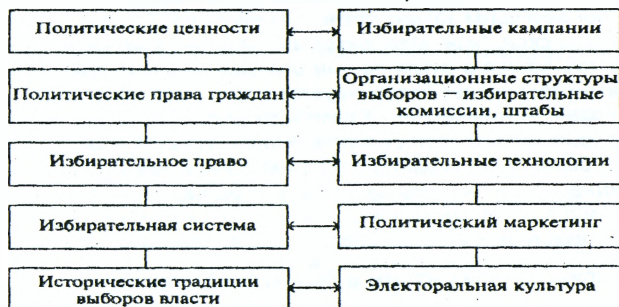 Политические ценности
Избирательные кампании
Политические права граждан
Организационные структуры
выборов — избирательные
комиссии, штабы
Избирательное право
Избирательные технологии
Избирательная система
Политический маркетинг
Исторические традиции
выборов власти
Электоральная культура